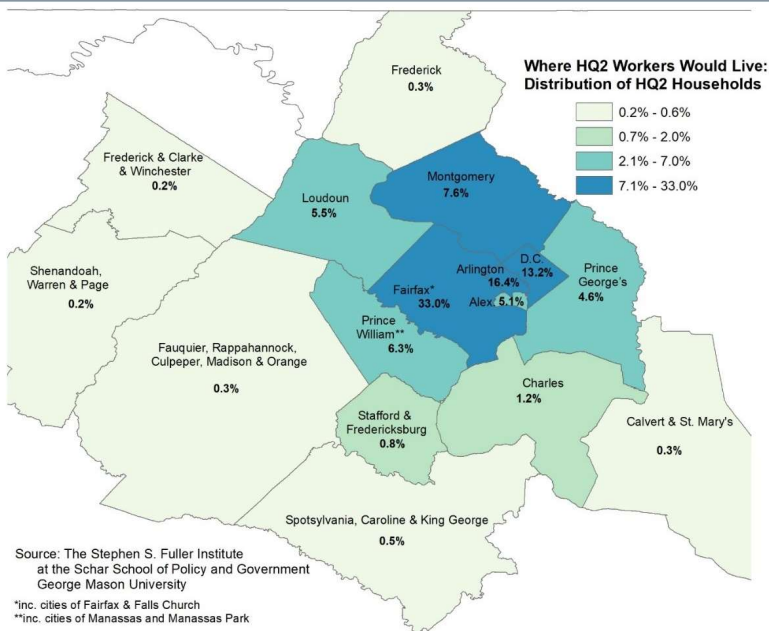 Where HQ2 Workers Would Live:
Distribution of HQ2 Households
0.2% - 0.6%
0.7% - 2.0%
2.1% - 7.0%
7.1% - 33.0%
Frederick
0.3%
Frederick & Clarke
& Winchester
0.2%
Montgomery
7.6%
Loudoun
5.5%
D.C.
13.2%
Arlington
16.4%
Prince
George's
4.6%
Shenandoah,
Warren & Page
0.2%
Fairfax*
33.0%
Alex.
5.1%
Prince
William**
6.3%
Fauquier, Rappahannock,
Culpeper, Madison & Orange
0.3%
Charles
1.2%
Stafford &
Fredericksburg
0.8%
Calvert & St. Mary's
0.3%
Spotsylvania, Caroline & King George
0.5%
Source: The Stephen S. Fuller Institute
at the Schar School of Policy and Government
George Mason University
*inc. cities of Fairfax & Falls Church
**inc. cities of Manassas and Manassas Park